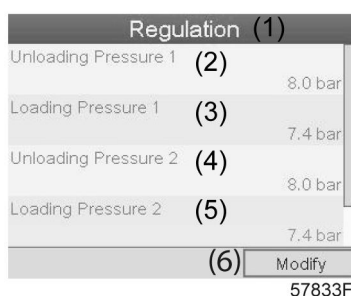 Regulation (1)
Unloading Pressure 1 (2)
8.0 bar
Loading Pressure 1 (3)
7.4 bar
Unloading Pressure 2 (4)
8.0 bar
Loading Pressure 2 (5)
7.4 bar
(6) Modify
57833F